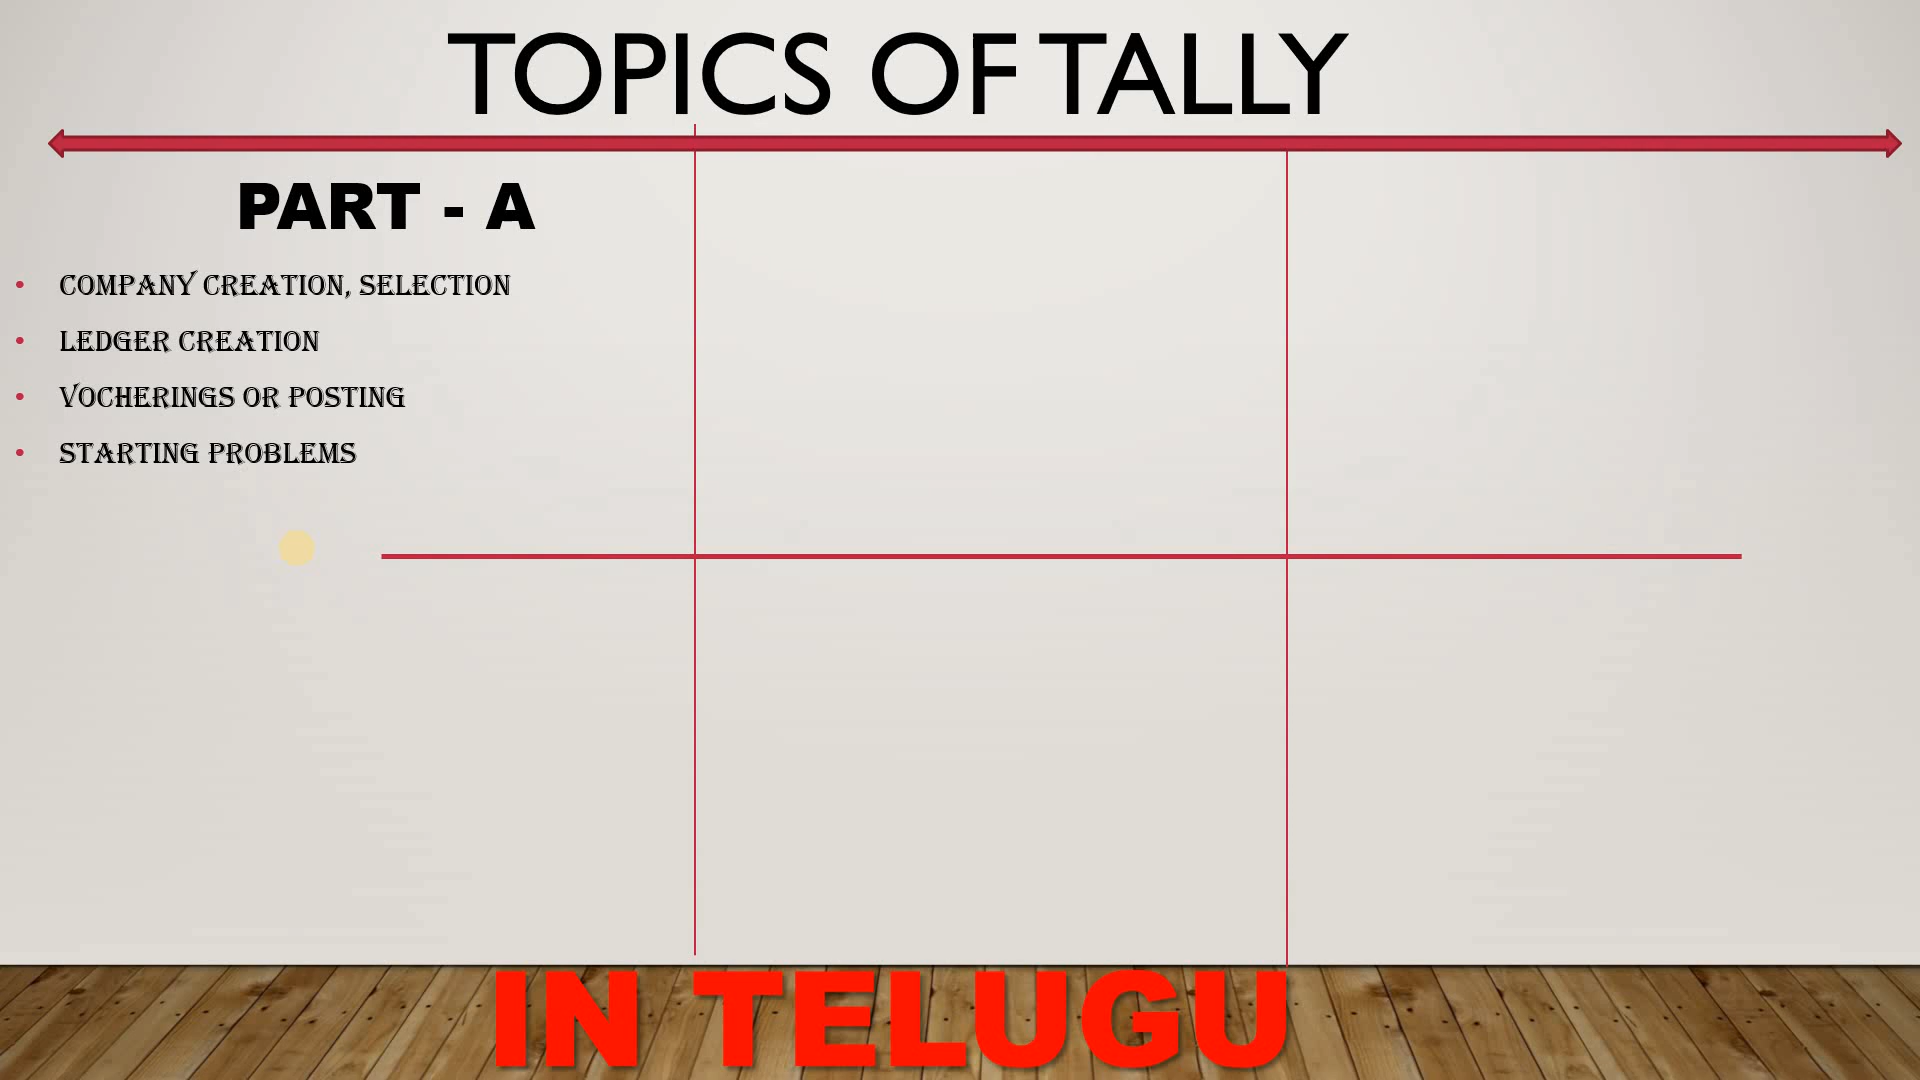 TOPICS OF TALLY
PART - A
• COMPANY CREATION, SELECTION
• LEDGER CREATION
• VOCHERINGS OR POSTING
• STARTING PROBLEMS
IN TELUGU